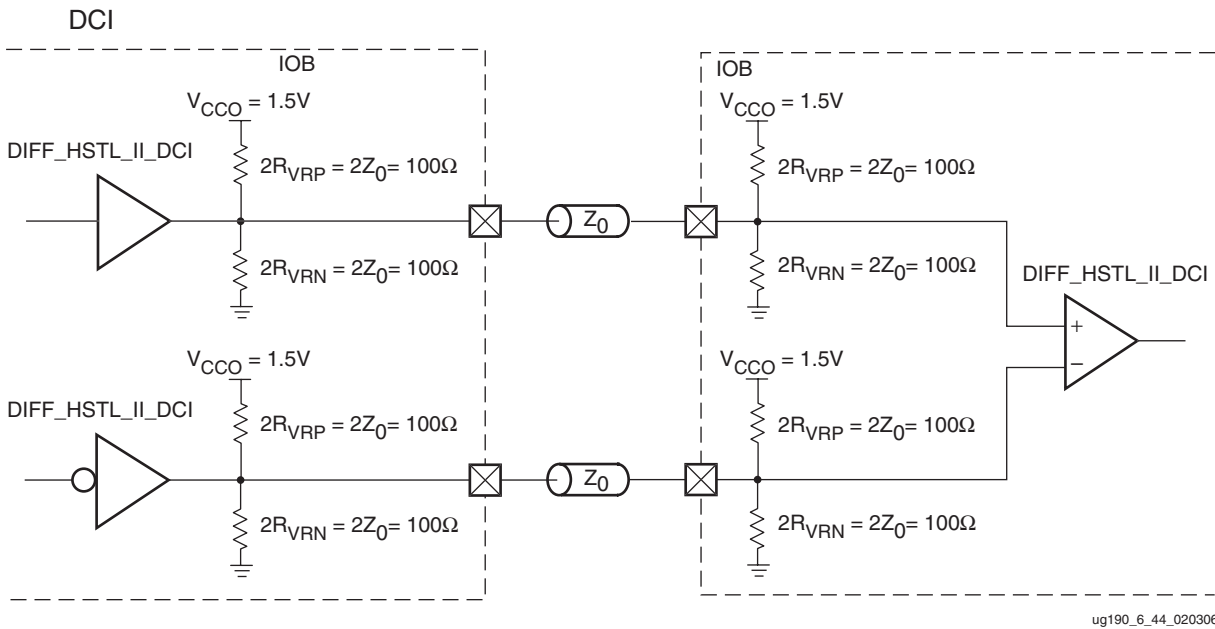 DCI
IOB
IOB
VCCO = 1.5V
VCCO = 1.5V
DIFF_HSTL_II_DCI
2RVRP = 2Z0= 100Ω
2RVRP = 2Z0= 100Ω
Z0
2RVRN = 2Z0= 100Ω
2RVRN = 2Z0= 100Ω
DIFF_HSTL_II_DCI
+
–
VCCO = 1.5V
VCCO = 1.5V
DIFF_HSTL_II_DCI
2RVRP = 2Z0= 100Ω
2RVRP = 2Z0= 100Ω
Z0
2RVRN = 2Z0= 100Ω
2RVRN = 2Z0= 100Ω
ug190_6_44_020306